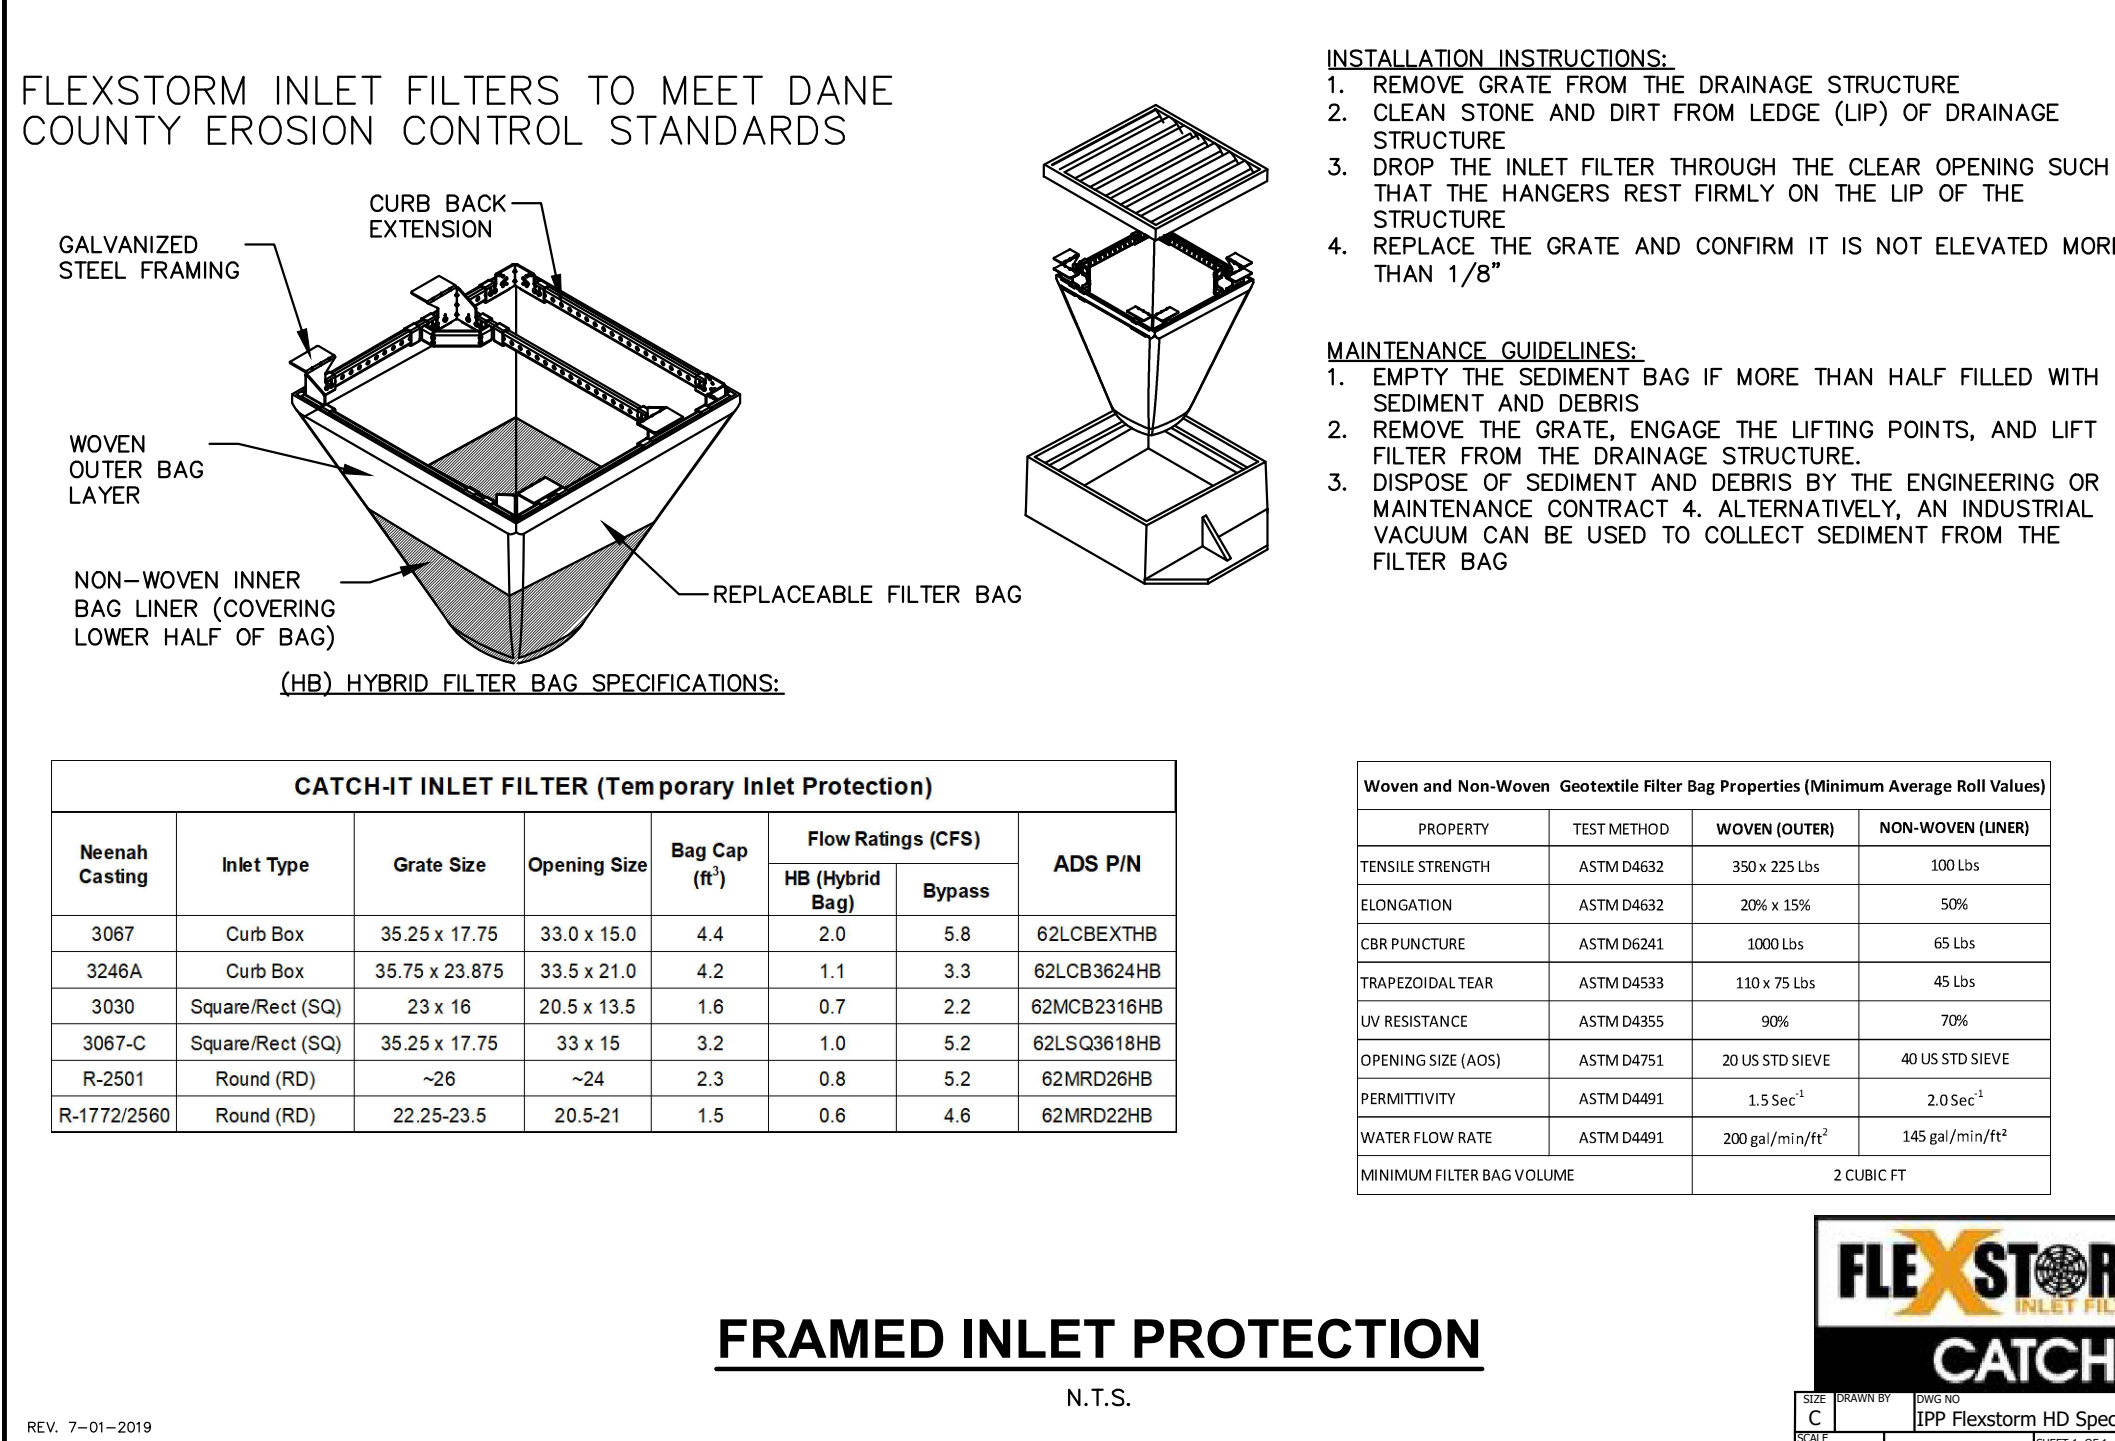 FLEXSTORM INLET FILTERS TO MEET DANE
COUNTY EROSION CONTROL STANDARDS
CURB BACK
EXTENSION
GALVANIZED
STEEL FRAMING
WOVEN
OUTER BAG
LAYER
NON-WOVEN INNER
BAG LINER (COVERING
LOWER HALF OF BAG)
REPLACEABLE FILTER BAG
(HB) HYBRID FILTER BAG SPECIFICATIONS:
INSTALLATION INSTRUCTIONS:
1. REMOVE GRATE FROM THE DRAINAGE STRUCTURE
2. CLEAN STONE AND DIRT FROM LEDGE (LIP) OF DRAINAGE
STRUCTURE
3. DROP THE INLET FILTER THROUGH THE CLEAR OPENING SUCH
THAT THE HANGERS REST FIRMLY ON THE LIP OF THE
STRUCTURE
4. REPLACE THE GRATE AND CONFIRM IT IS NOT ELEVATED MORE
THAN 1/8"
MAINTENANCE GUIDELINES:
1. EMPTY THE SEDIMENT BAG IF MORE THAN HALF FILLED WITH
SEDIMENT AND DEBRIS
2. REMOVE THE GRATE, ENGAGE THE LIFTING POINTS, AND LIFT
FILTER FROM THE DRAINAGE STRUCTURE.
3. DISPOSE OF SEDIMENT AND DEBRIS BY THE ENGINEERING OR
MAINTENANCE CONTRACT 4. ALTERNATIVELY, AN INDUSTRIAL
VACUUM CAN BE USED TO COLLECT SEDIMENT FROM THE
FILTER BAG
CATCH-IT INLET FILTER (Temporary Inlet Protection)
Neenah Casting Inlet Type Grate Size Opening Size Bag Cap (ft³) Flow Ratings (CFS) ADS P/N
HB (Hybrid Bag) Bypass
3067 Curb Box 35.25 x 17.75 33.0 x 15.0 4.4 2.0 5.8 62LCBEXTHB
3246A Curb Box 35.75 x 23.875 33.5 x 21.0 4.2 1.1 3.3 62LCB3624HB
3030 Square/Rect (SQ) 23 x 16 20.5 x 13.5 1.6 0.7 2.2 62MCB2316HB
3067-C Square/Rect (SQ) 35.25 x 17.75 33 x 15 3.2 1.0 5.2 62LSQ3618HB
R-2501 Round (RD) ~26 ~24 2.3 0.8 5.2 62MRD26HB
R-1772/2560 Round (RD) 22.25-23.5 20.5-21 1.5 0.6 4.6 62MRD22HB
Woven and Non-Woven Geotextile Filter Bag Properties (Minimum Average Roll Values)
PROPERTY TEST METHOD WOVEN (OUTER) NON-WOVEN (LINER)
TENSILE STRENGTH ASTM D4632 350 x 225 Lbs 100 Lbs
ELONGATION ASTM D4632 20% x 15% 50%
CBR PUNCTURE ASTM D6241 1000 Lbs 65 Lbs
TRAPEZOIDAL TEAR ASTM D4533 110 x 75 Lbs 45 Lbs
UV RESISTANCE ASTM D4355 90% 70%
OPENING SIZE (AOS) ASTM D4751 20 US STD SIEVE 40 US STD SIEVE
PERMITTIVITY ASTM D4491 1.5 Sec⁻¹ 2.0 Sec⁻¹
WATER FLOW RATE ASTM D4491 200 gal/min/ft² 145 gal/min/ft²
MINIMUM FILTER BAG VOLUME 2 CUBIC FT
FLEXSTOR
INLET FIL
CATCH
FRAMED INLET PROTECTION
N.T.S.
REV. 7-01-2019
SIZE DRAWN BY DWG NO
C IPP Flexstorm HD Spec
SCALE